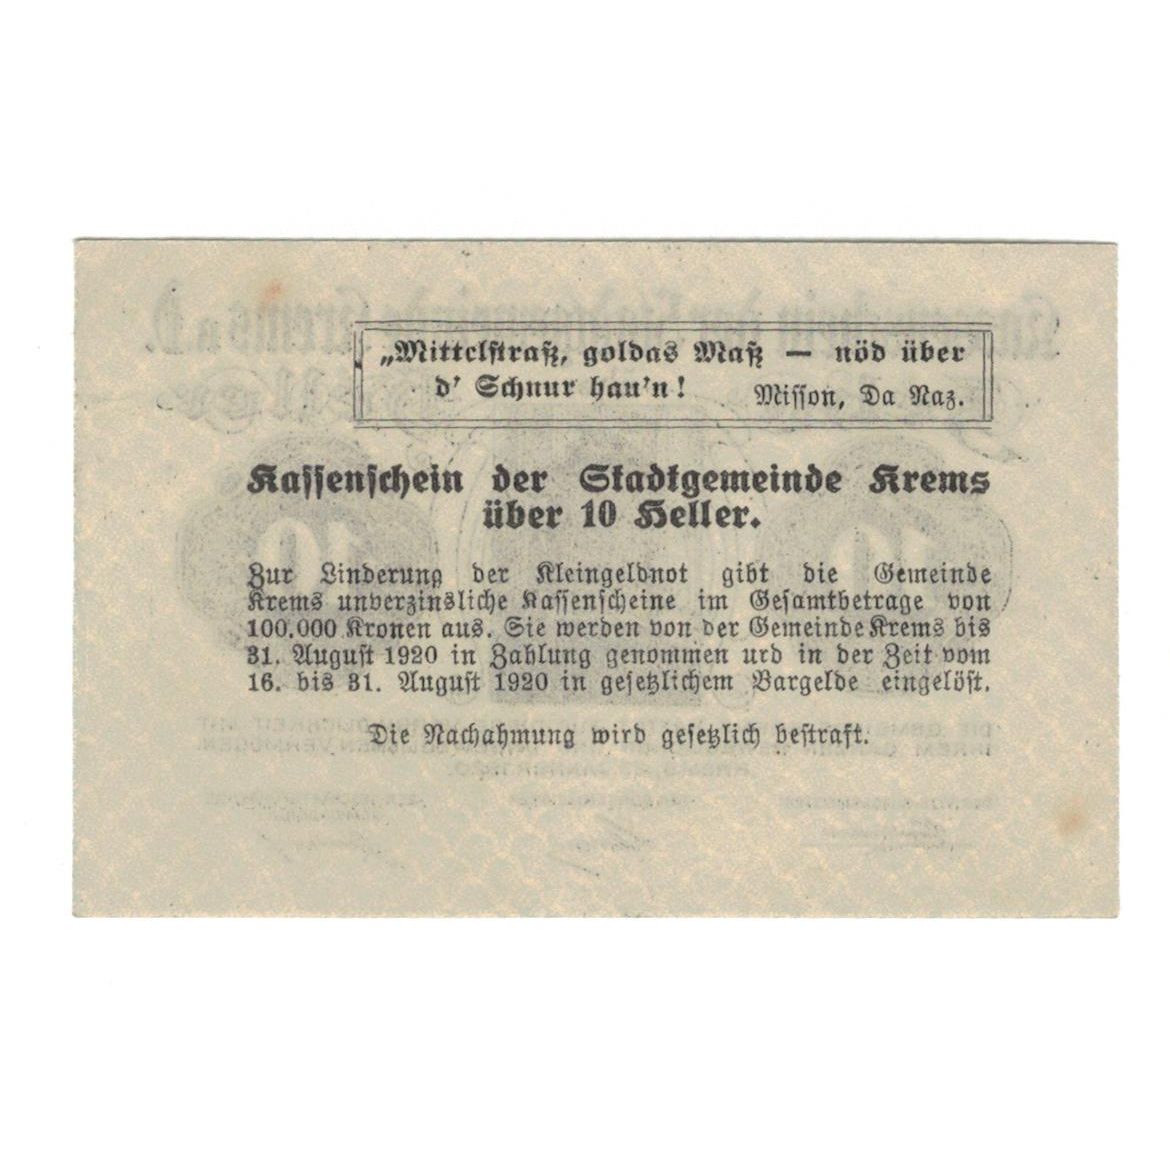 „Mittelstraß, goldas Maß — nöd über
d' Schnur hau'n!
Misson, Da Naz.
Kassenschein der Stadtgemeinde Krems
über 10 Heller.
Zur Linderung der Kleingeldnot gibt die Gemeinde
Krems unverzinsliche Kassenscheine im Gesamtbetrage von
100.000 Kronen aus. Sie werden von der Gemeinde Krems bis
31. August 1920 in Zahlung genommen urd in der Zeit vom
16. bis 31. August 1920 in gesetzlichem Bargelde eingelöst.
Die Nachahmung wird gesetzlich bestraft.